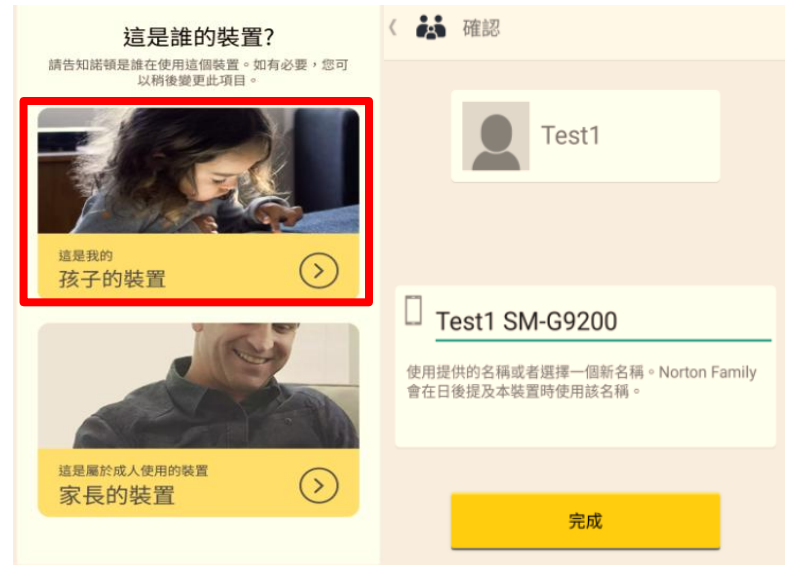 這是誰的裝置?
請告知諾頓是誰在使用這個裝置。如有必要，您可
以稍後變更此項目。
這是我的
孩子的裝置
這是屬於成人使用的裝置
家長的裝置
確認
Test1
Test1 SM-G9200
使用提供的名稱或者選擇一個新名稱。Norton Family
會在日後提及本裝置時使用該名稱。
完成